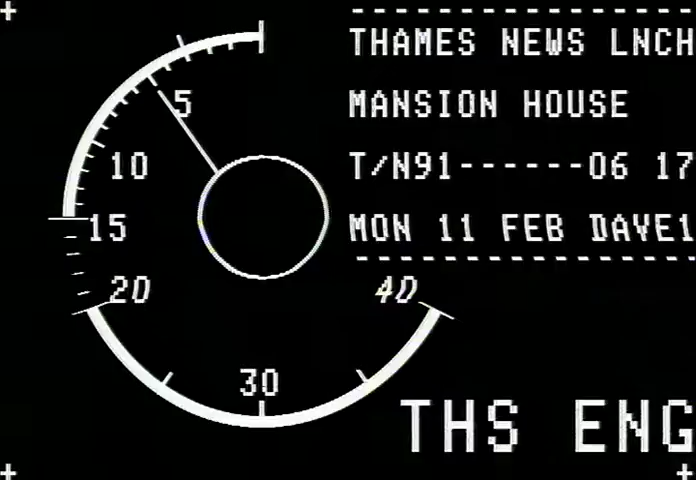 THAMES NEWS LNCH
MANSION HOUSE
T/N91------06 17
MON 11 FEB DAVE1
5
10
15
20
30
40
THS ENG